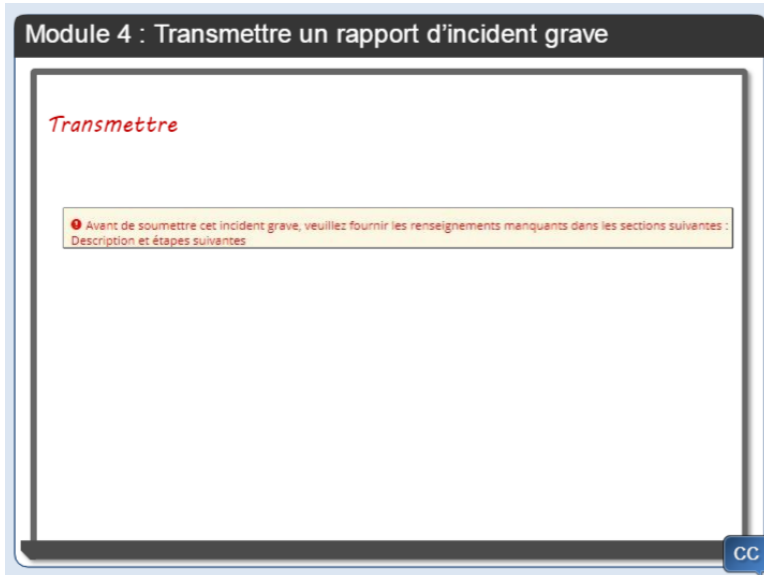 Module 4 : Transmettre un rapport d'incident grave
Transmettre
Avant de soumettre cet incident grave, veuillez fournir les renseignements manquants dans les sections suivantes :
Description et étapes suivantes
CC